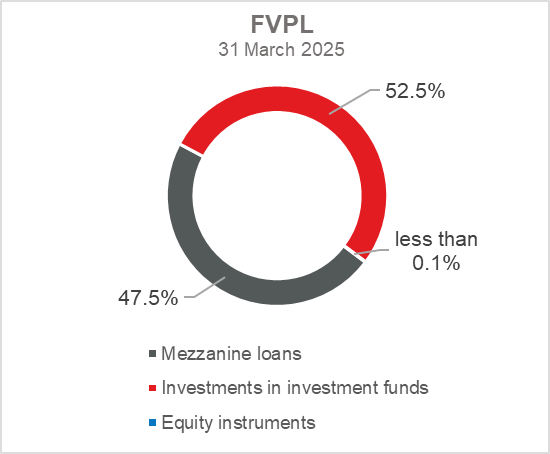 FVPL
31 March 2025
52.5%
less than
0.1%
47.5%
Mezzanine loans
Investments in investment funds
Equity instruments